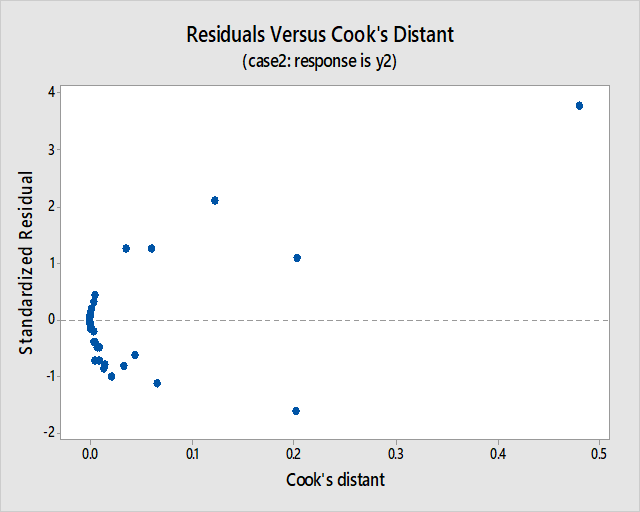 Residuals Versus Cook's Distant
(case2: response is y2)
Standardized Residual
4
3
2
1
0
-1
-2
0.0 0.1 0.2 0.3 0.4 0.5
Cook's distant